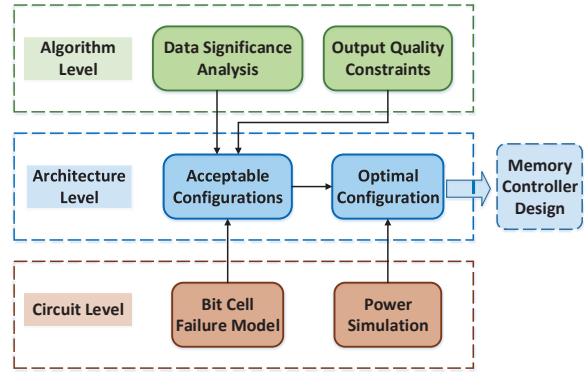 Algorithm
Level
Data Significance
Analysis
Output Quality
Constraints
Architecture
Level
Acceptable
Configurations
Optimal
Configuration
Memory
Controller
Design
Circuit Level
Bit Cell
Failure Model
Power
Simulation